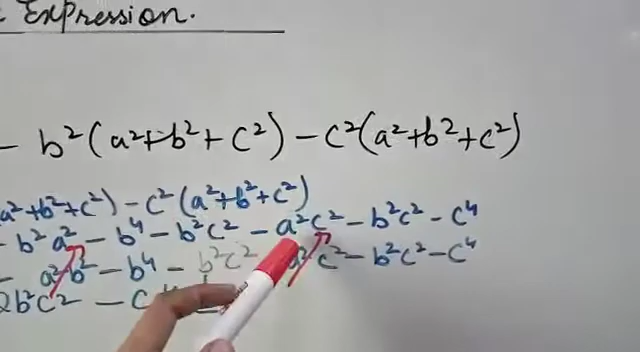 Expression.
- b²(a²+b²+c²) - c²(a²+b²+c²)
a²+b²+c²) - c²(a²+b²+c²)
- b²a² - b⁴ - b²c² - a²c² - b²c² - c⁴
- a²b² - b⁴ - b²c² a²c² - b²c² - c⁴
2b²c² - c⁴